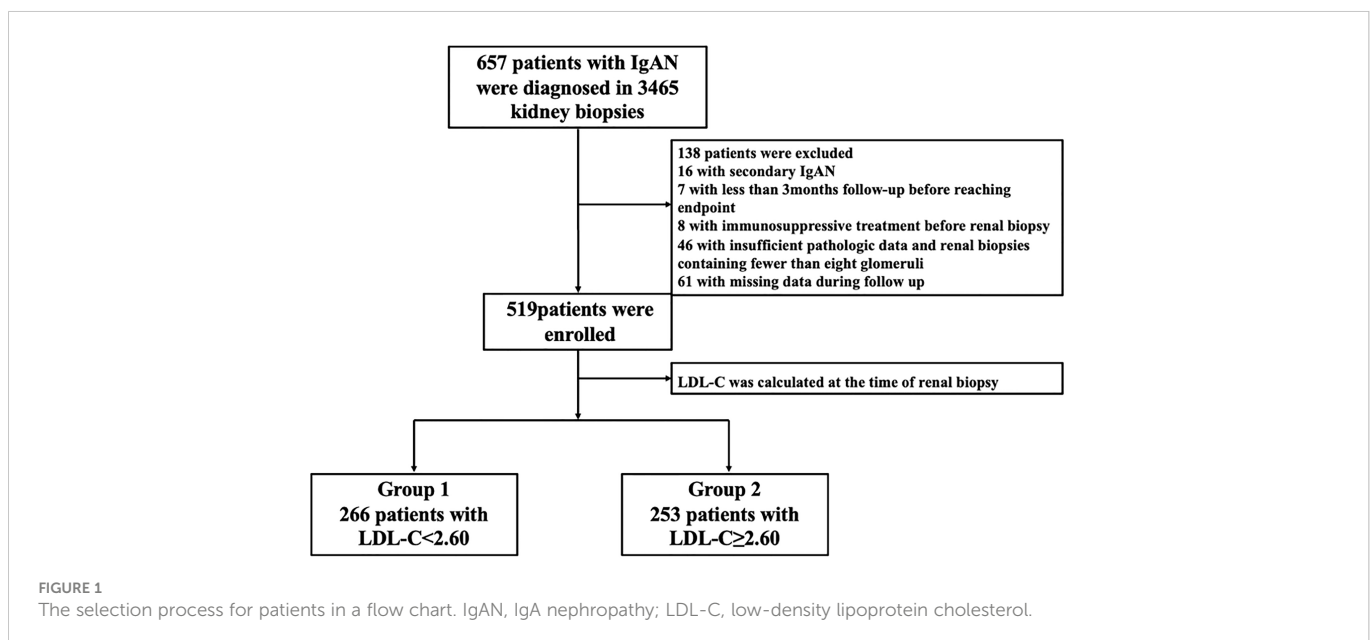 657 patients with IgAN
were diagnosed in 3465
kidney biopsies
138 patients were excluded
16 with secondary IgAN
7 with less than 3months follow-up before reaching
endpoint
8 with immunosuppressive treatment before renal biopsy
46 with insufficient pathologic data and renal biopsies
containing fewer than eight glomeruli
61 with missing data during follow up
519patients were
enrolled
LDL-C was calculated at the time of renal biopsy
Group 1
266 patients with
LDL-C<2.60
Group 2
253 patients with
LDL-C≥2.60
FIGURE 1
The selection process for patients in a flow chart. IgAN, IgA nephropathy; LDL-C, low-density lipoprotein cholesterol.